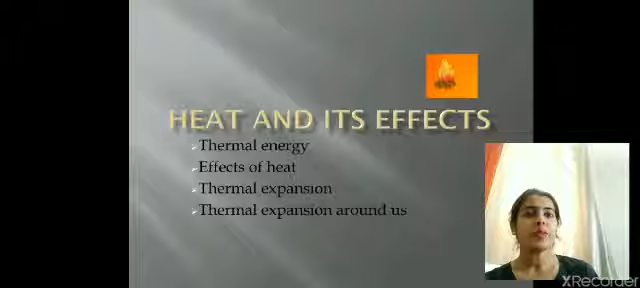 HEAT AND ITS EFFECTS
Thermal energy
Effects of heat
Thermal expansion
Thermal expansion around us
XRecorder